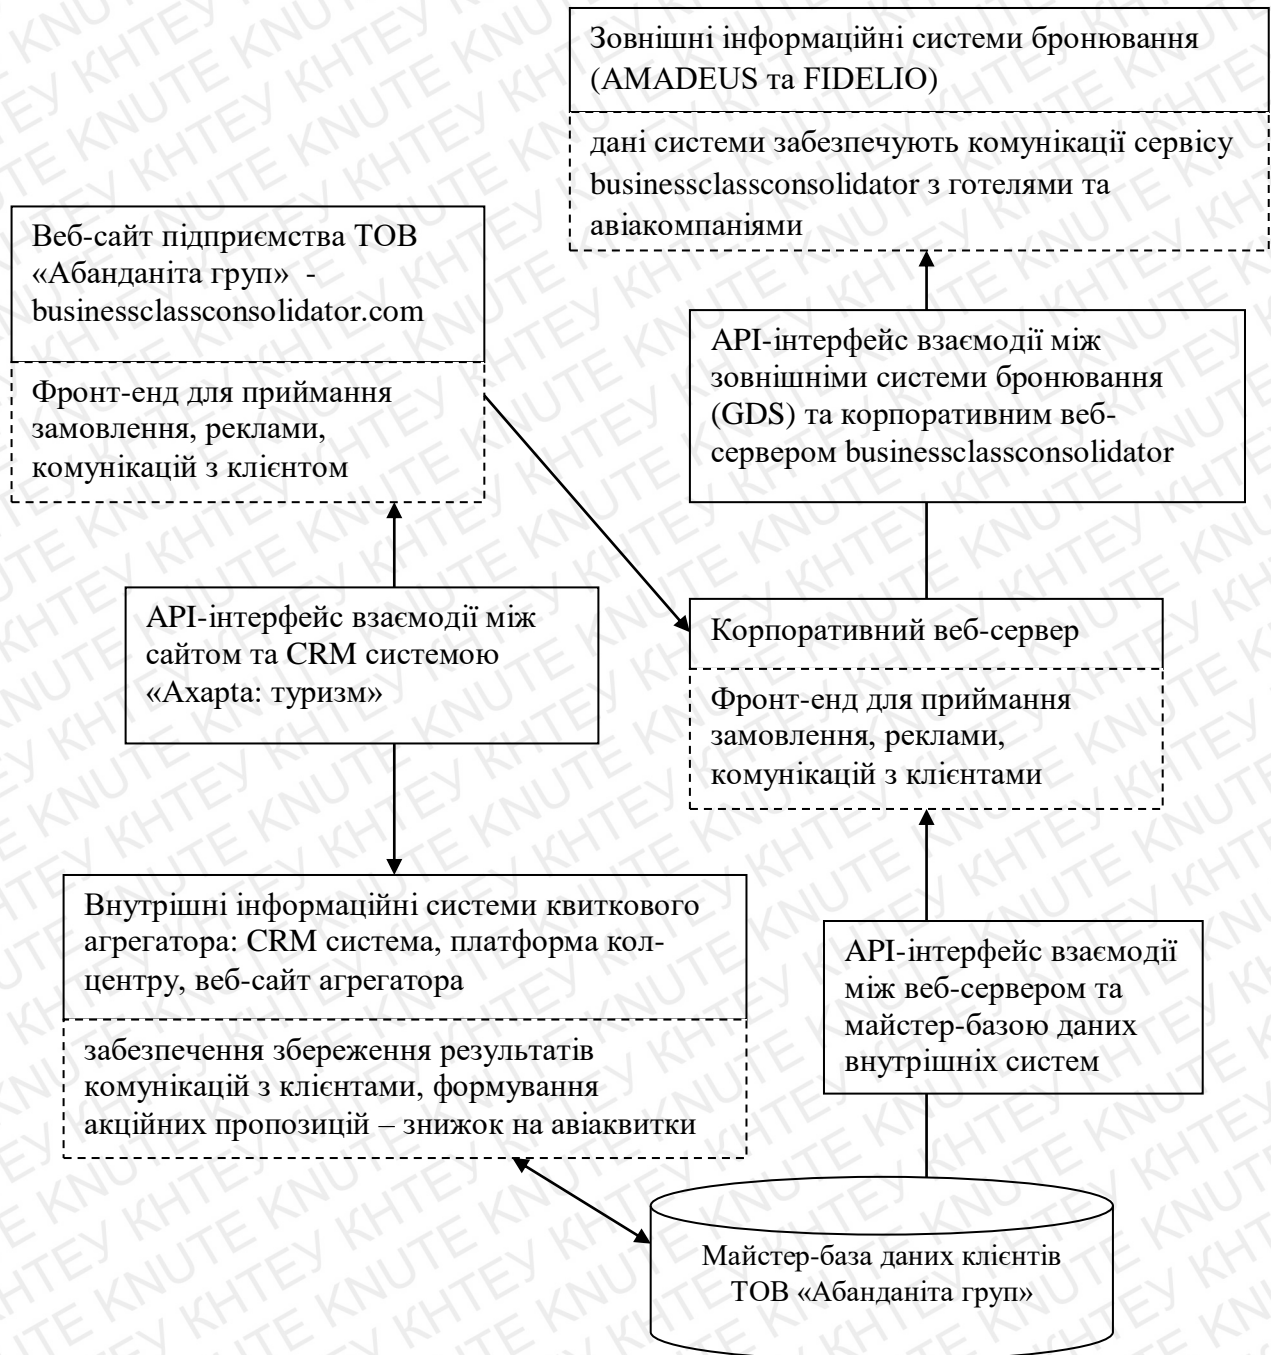 Зовнішні інформаційні системи бронювання
(AMADEUS та FIDELIO)
дані системи забезпечують комунікації сервісу
businessclassconsolidator з готелями та
авіакомпаніями
Веб-сайт підприємства ТОВ
«Абанданіта груп»  -
businessclassconsolidator.com
Фронт-енд для приймання
замовлення, реклами,
комунікацій з клієнтом
API-інтерфейс взаємодії між
зовнішніми системи бронювання
(GDS) та корпоративним веб-
сервером businessclassconsolidator
API-інтерфейс взаємодії між
сайтом та CRM системою
«Axapta: туризм»
Корпоративний веб-сервер
Фронт-енд для приймання
замовлення, реклами,
комунікацій з клієнтами
Внутрішні інформаційні системи квиткового
агрегатора: CRM система, платформа кол-
центру, веб-сайт агрегатора
забезпечення збереження результатів
комунікацій з клієнтами, формування
акційних пропозицій – знижок на авіаквитки
API-інтерфейс взаємодії
між веб-сервером та
майстер-базою даних
внутрішніх систем
Майстер-база даних клієнтів
ТОВ «Абанданіта груп»